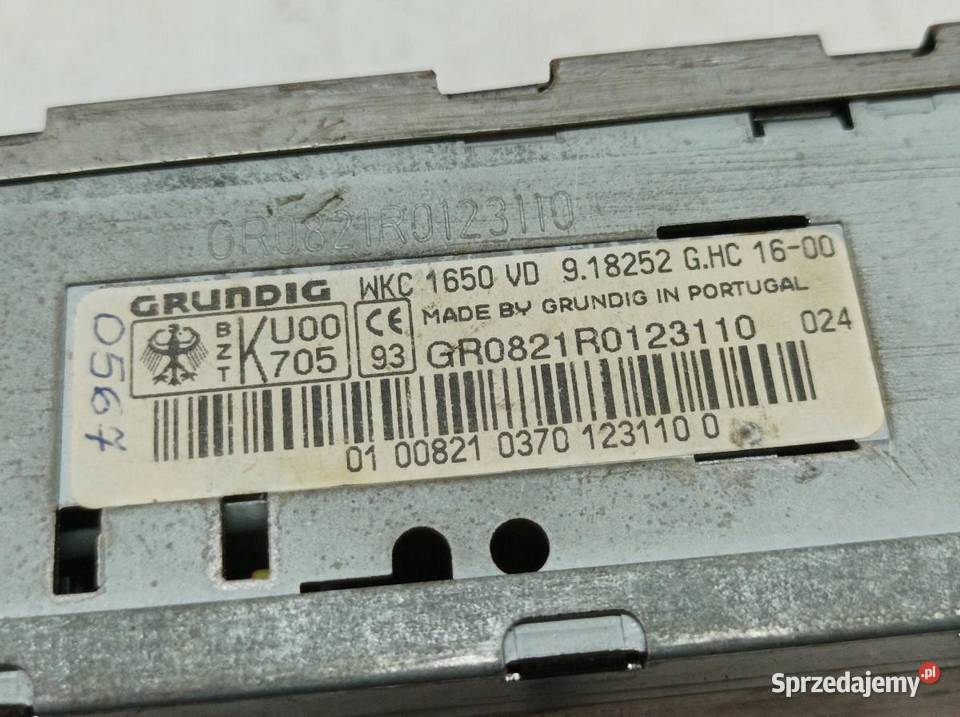 GR0821R0123110
GRUNDIG WKC 1650 VD 9.18252 G.HC 16-00
BZT KU00 705 CE 93 MADE BY GRUNDIG IN PORTUGAL
GR0821R0123110 024
01 00821 0370 123110 0
0567
Sprzedajemy.pl